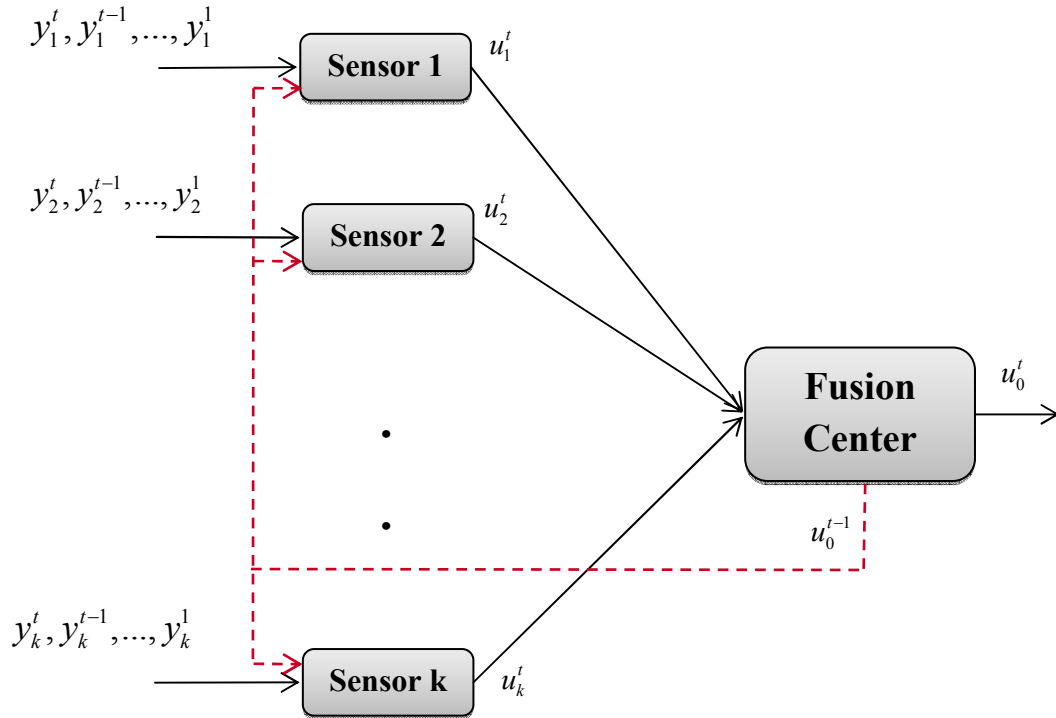 y_1^t, y_1^{t-1},..., y_1^1
Sensor 1
u_1^t
y_2^t, y_2^{t-1},..., y_2^1
Sensor 2
u_2^t
Fusion
Center
u_0^t
u_0^{t-1}
y_k^t, y_k^{t-1},..., y_k^1
Sensor k
u_k^t